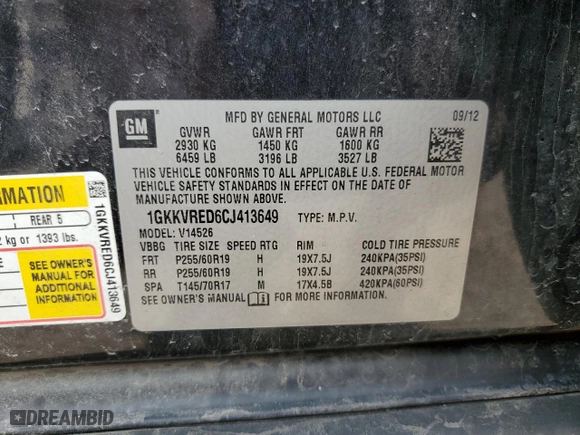 GM
MFD BY GENERAL MOTORS LLC
09/12
GVWR GAWR FRT GAWR RR
2930 KG 1450 KG 1600 KG
6459 LB 3196 LB 3527 LB
THIS VEHICLE CONFORMS TO ALL APPLICABLE U.S. FEDERAL MOTOR
VEHICLE SAFETY STANDARDS IN EFFECT ON THE DATE OF
MANUFACTURE SHOWN ABOVE.
1GKKVRED6CJ413649 TYPE: M.P.V.
MODEL: V14526
VBBG TIRE SIZE SPEED RTG RIM COLD TIRE PRESSURE
FRT P255/60R19 H 19X7.5J 240KPA(35PSI)
RR P255/60R19 H 19X7.5J 240KPA(35PSI)
SPA T145/70R17 M 17X4.5B 420KPA(60PSI)
SEE OWNER'S MANUAL FOR MORE INFORMATION.
REAR 5
kg or 1393 lbs.
SEE OWNER'S
MANUAL FOR
ADDITIONAL
INFORMATION
1GKKVRED6CJ413649
DREAMBID